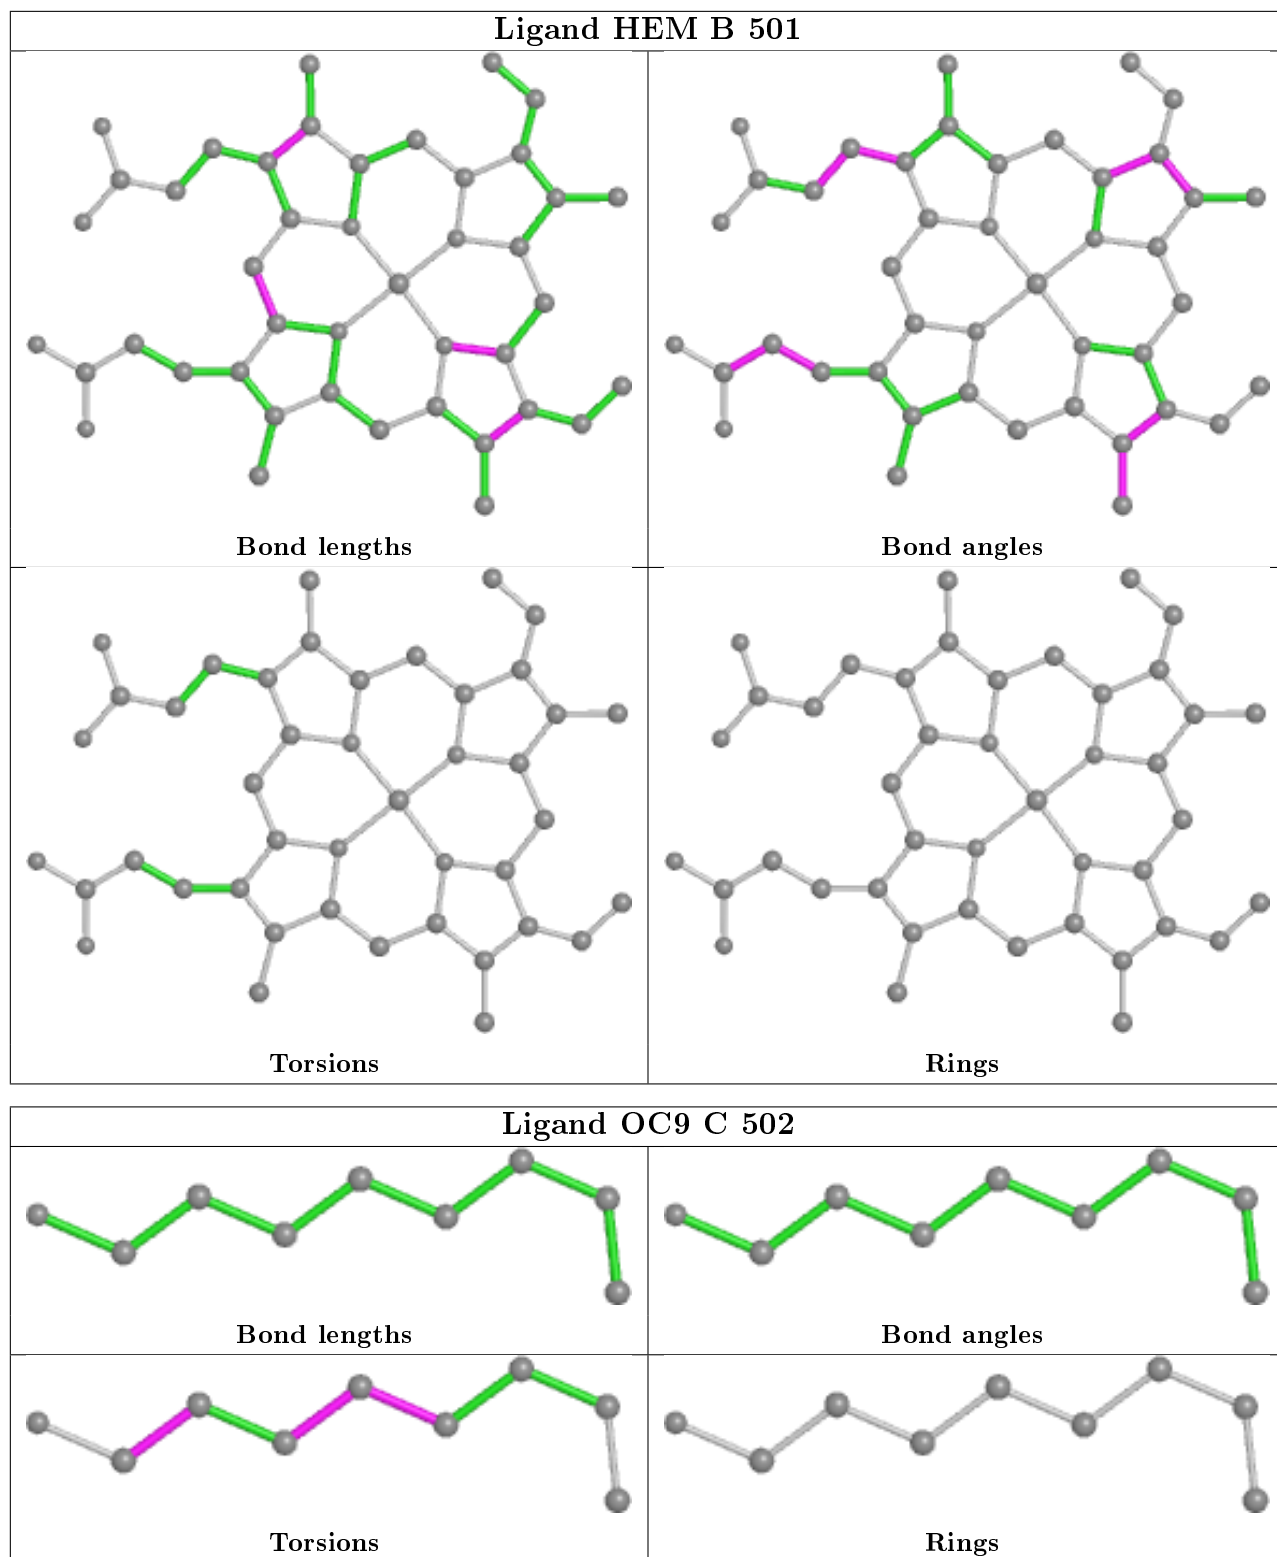 Ligand HEM B 501
Bond lengths
Bond angles
Torsions
Rings
Ligand OC9 C 502
Bond lengths
Bond angles
Torsions
Rings